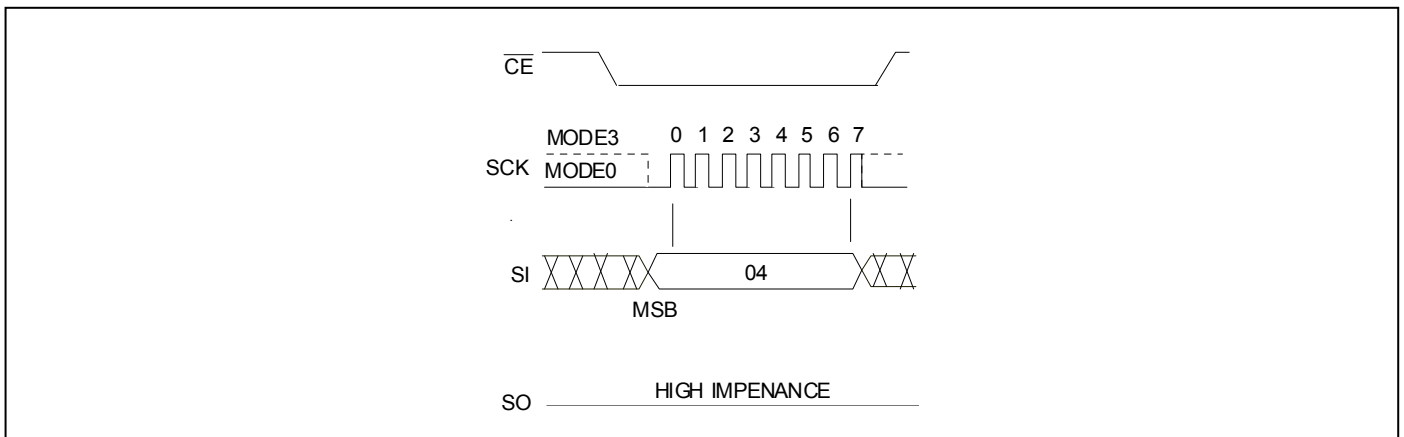 CE
MODE3 0 1 2 3 4 5 6 7
SCK MODE0
SI 04
MSB
HIGH IMPENANCE
SO